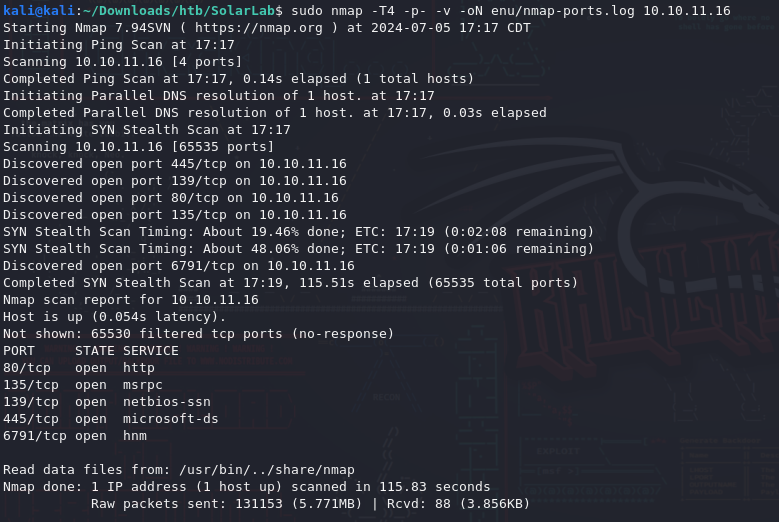 kali@kali:~/Downloads/htb/SolarLab$ sudo nmap -T4 -p- -v -oN enu/nmap-ports.log 10.10.11.16
Starting Nmap 7.94SVN ( https://nmap.org ) at 2024-07-05 17:17 CDT
Initiating Ping Scan at 17:17
Scanning 10.10.11.16 [4 ports]
Completed Ping Scan at 17:17, 0.14s elapsed (1 total hosts)
Initiating Parallel DNS resolution of 1 host. at 17:17
Completed Parallel DNS resolution of 1 host. at 17:17, 0.03s elapsed
Initiating SYN Stealth Scan at 17:17
Scanning 10.10.11.16 [65535 ports]
Discovered open port 445/tcp on 10.10.11.16
Discovered open port 139/tcp on 10.10.11.16
Discovered open port 80/tcp on 10.10.11.16
Discovered open port 135/tcp on 10.10.11.16
SYN Stealth Scan Timing: About 19.46% done; ETC: 17:19 (0:02:08 remaining)
SYN Stealth Scan Timing: About 48.06% done; ETC: 17:19 (0:01:06 remaining)
Discovered open port 6791/tcp on 10.10.11.16
Completed SYN Stealth Scan at 17:19, 115.51s elapsed (65535 total ports)
Nmap scan report for 10.10.11.16
Host is up (0.054s latency).
Not shown: 65530 filtered tcp ports (no-response)
PORT     STATE SERVICE
80/tcp   open  http
135/tcp  open  msrpc
139/tcp  open  netbios-ssn
445/tcp  open  microsoft-ds
6791/tcp open  hnm
Read data files from: /usr/bin/../share/nmap
Nmap done: 1 IP address (1 host up) scanned in 115.83 seconds
           Raw packets sent: 131153 (5.771MB) | Rcvd: 88 (3.856KB)